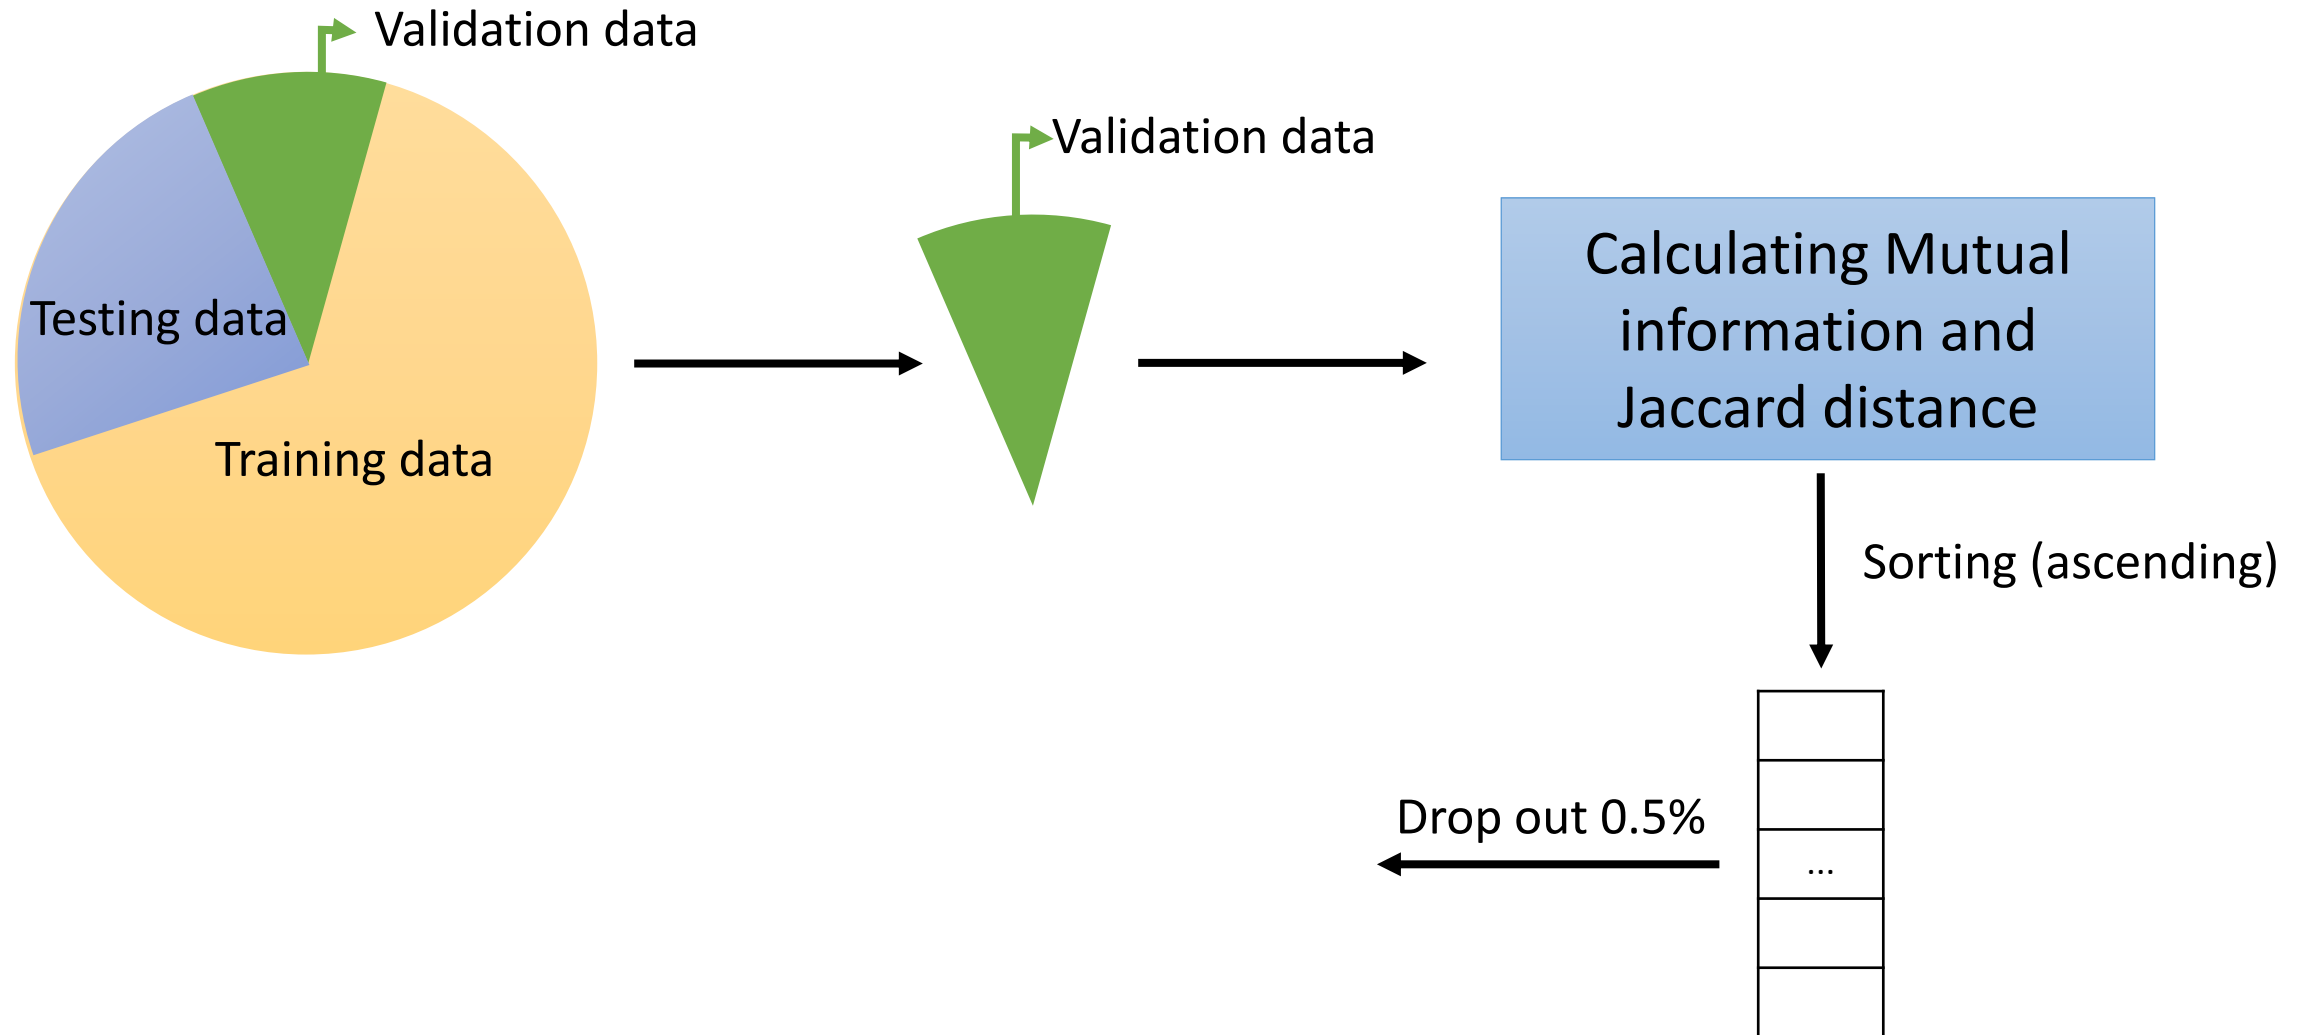 Validation data
Validation data
Testing data
Training data
Calculating Mutual
information and
Jaccard distance
Sorting (ascending)
Drop out 0.5%
...